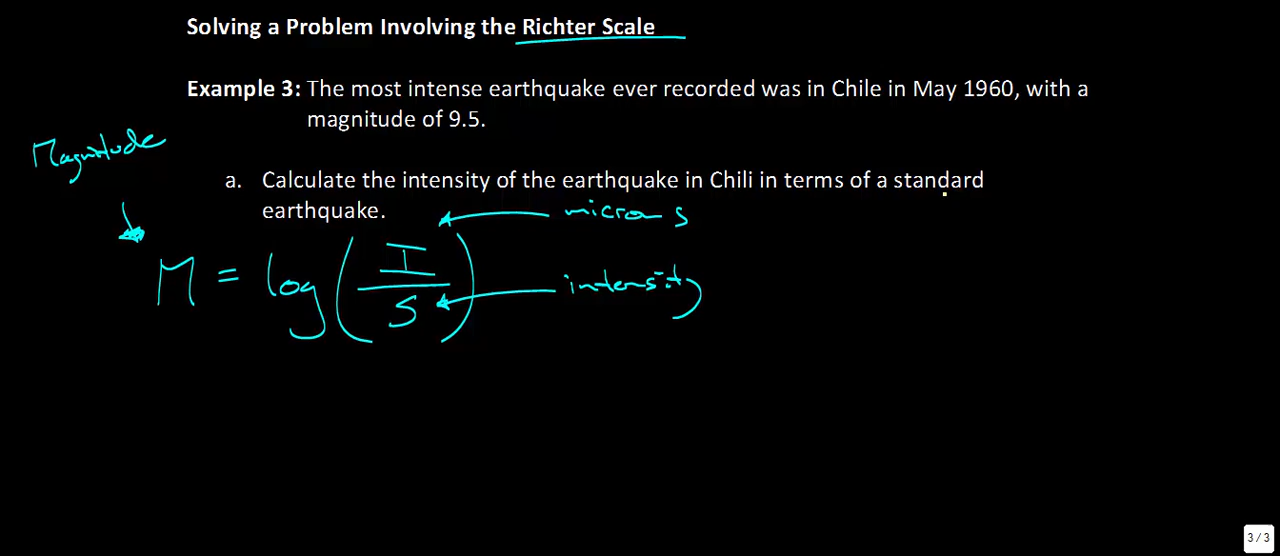 Solving a Problem Involving the Richter Scale
Example 3: The most intense earthquake ever recorded was in Chile in May 1960, with a
magnitude of 9.5.
Magnitude
a. Calculate the intensity of the earthquake in Chili in terms of a standard
earthquake.
microns
M = log(I/S)
intensity
3/3